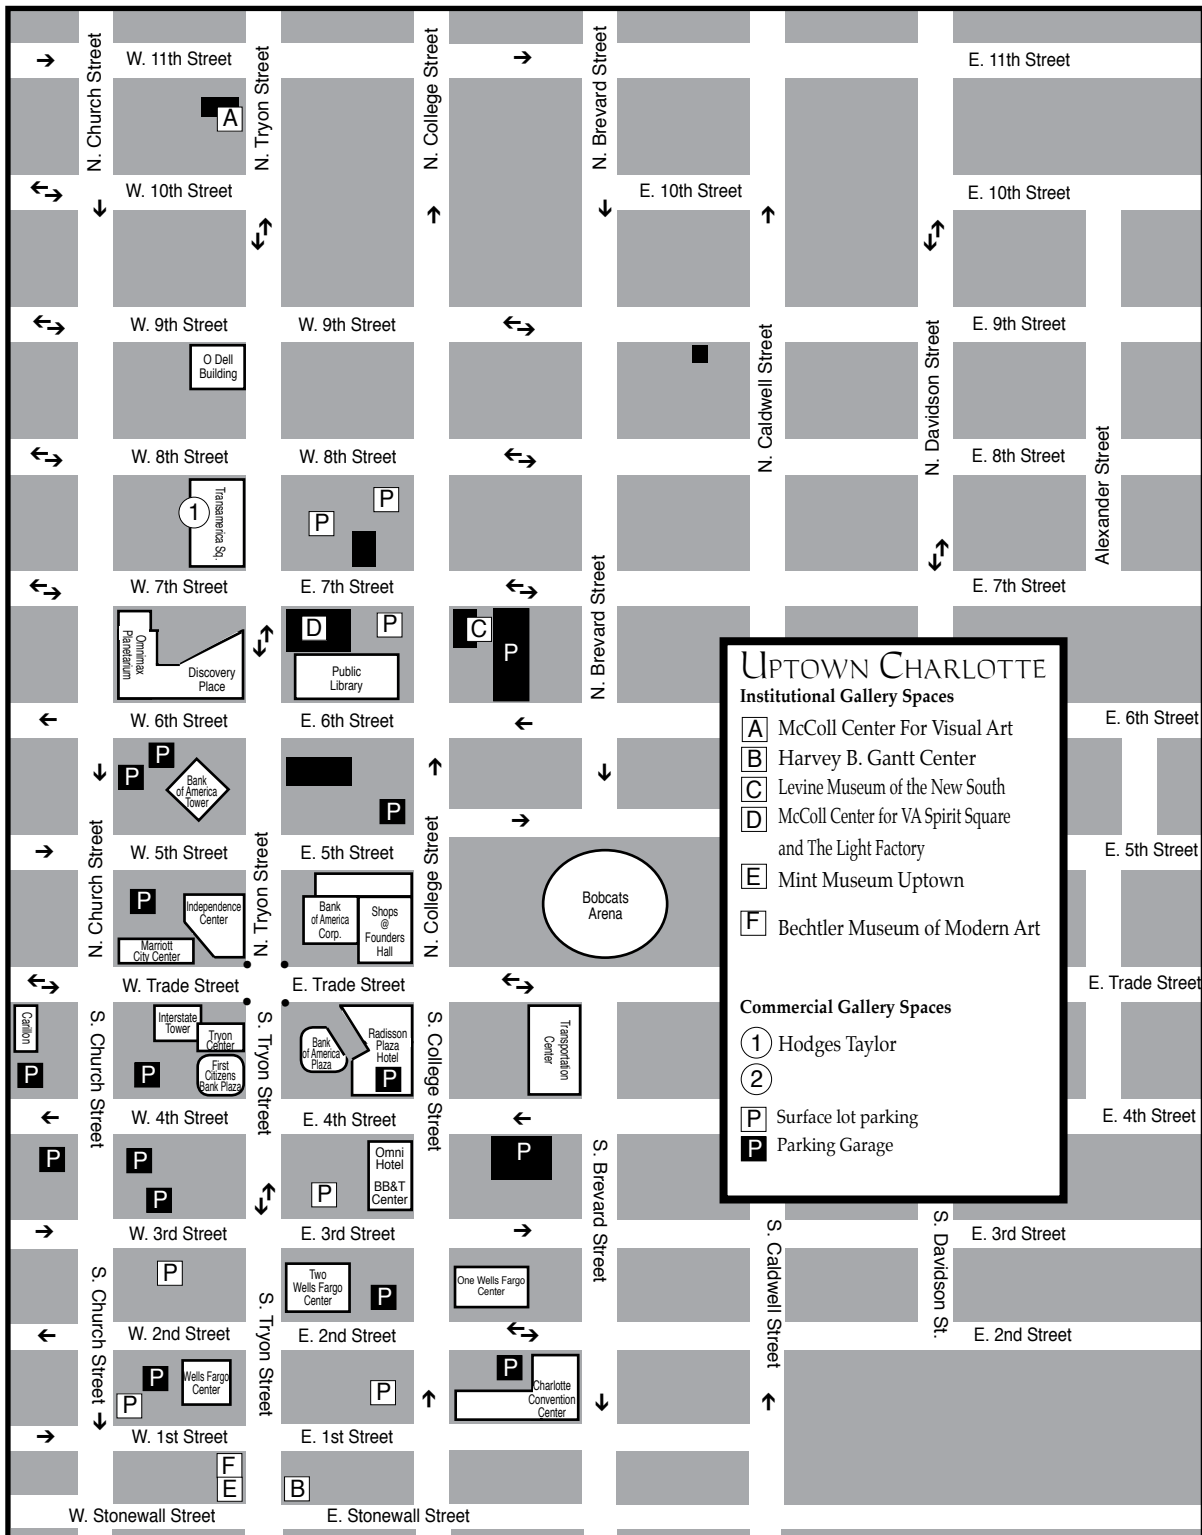 W. 11th Street
E. 11th Street
N. Church Street
N. Tryon Street
N. College Street
N. Brevard Street
A
W. 10th Street
E. 10th Street
E. 10th Street
W. 9th Street
W. 9th Street
E. 9th Street
O Dell
Building
N. Caldwell Street
N. Davidson Street
Alexander Street
W. 8th Street
W. 8th Street
E. 8th Street
1
Transamerica Sq.
P
P
W. 7th Street
E. 7th Street
E. 7th Street
N. Brevard Street
Omnimax
Planetarium
Discovery
Place
D
P
Public
Library
C
P
W. 6th Street
E. 6th Street
E. 6th Street
P
P
Bank
of America
Tower
P
N. Church Street
N. Tryon Street
N. College Street
W. 5th Street
E. 5th Street
E. 5th Street
P
Independence
Center
Marriott
City Center
Bank
of America
Corp.
Shops
@
Founders
Hall
Bobcats
Arena
W. Trade Street
E. Trade Street
E. Trade Street
Carillon
P
S. Church Street
Interstate
Tower
Tryon
Center
First
Citizens
Bank Plaza
P
S. Tryon Street
Bank
of America
Plaza
Radisson
Plaza
Hotel
P
S. College Street
Transportation
Center
W. 4th Street
E. 4th Street
E. 4th Street
P
P
P
P
Omni
Hotel
BB&T
Center
P
S. Brevard Street
W. 3rd Street
E. 3rd Street
E. 3rd Street
S. Caldwell Street
S. Davidson St.
S. Church Street
P
S. Tryon Street
Two
Wells Fargo
Center
P
One Wells Fargo
Center
W. 2nd Street
E. 2nd Street
E. 2nd Street
P
P
Wells Fargo
Center
P
P
Charlotte
Convention
Center
W. 1st Street
E. 1st Street
F
E
B
W. Stonewall Street
E. Stonewall Street
UPTOWN CHARLOTTE
Institutional Gallery Spaces
A McColl Center For Visual Art
B Harvey B. Gantt Center
C Levine Museum of the New South
D McColl Center for VA Spirit Square
and The Light Factory
E Mint Museum Uptown
F Bechtler Museum of Modern Art
Commercial Gallery Spaces
1 Hodges Taylor
2
P Surface lot parking
P Parking Garage